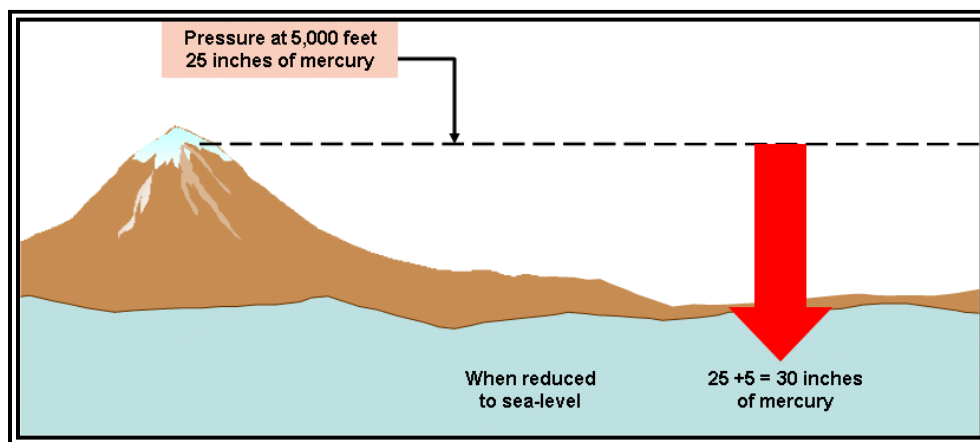 Pressure at 5,000 feet
25 inches of mercury
When reduced
to sea-level
25 +5 = 30 inches
of mercury